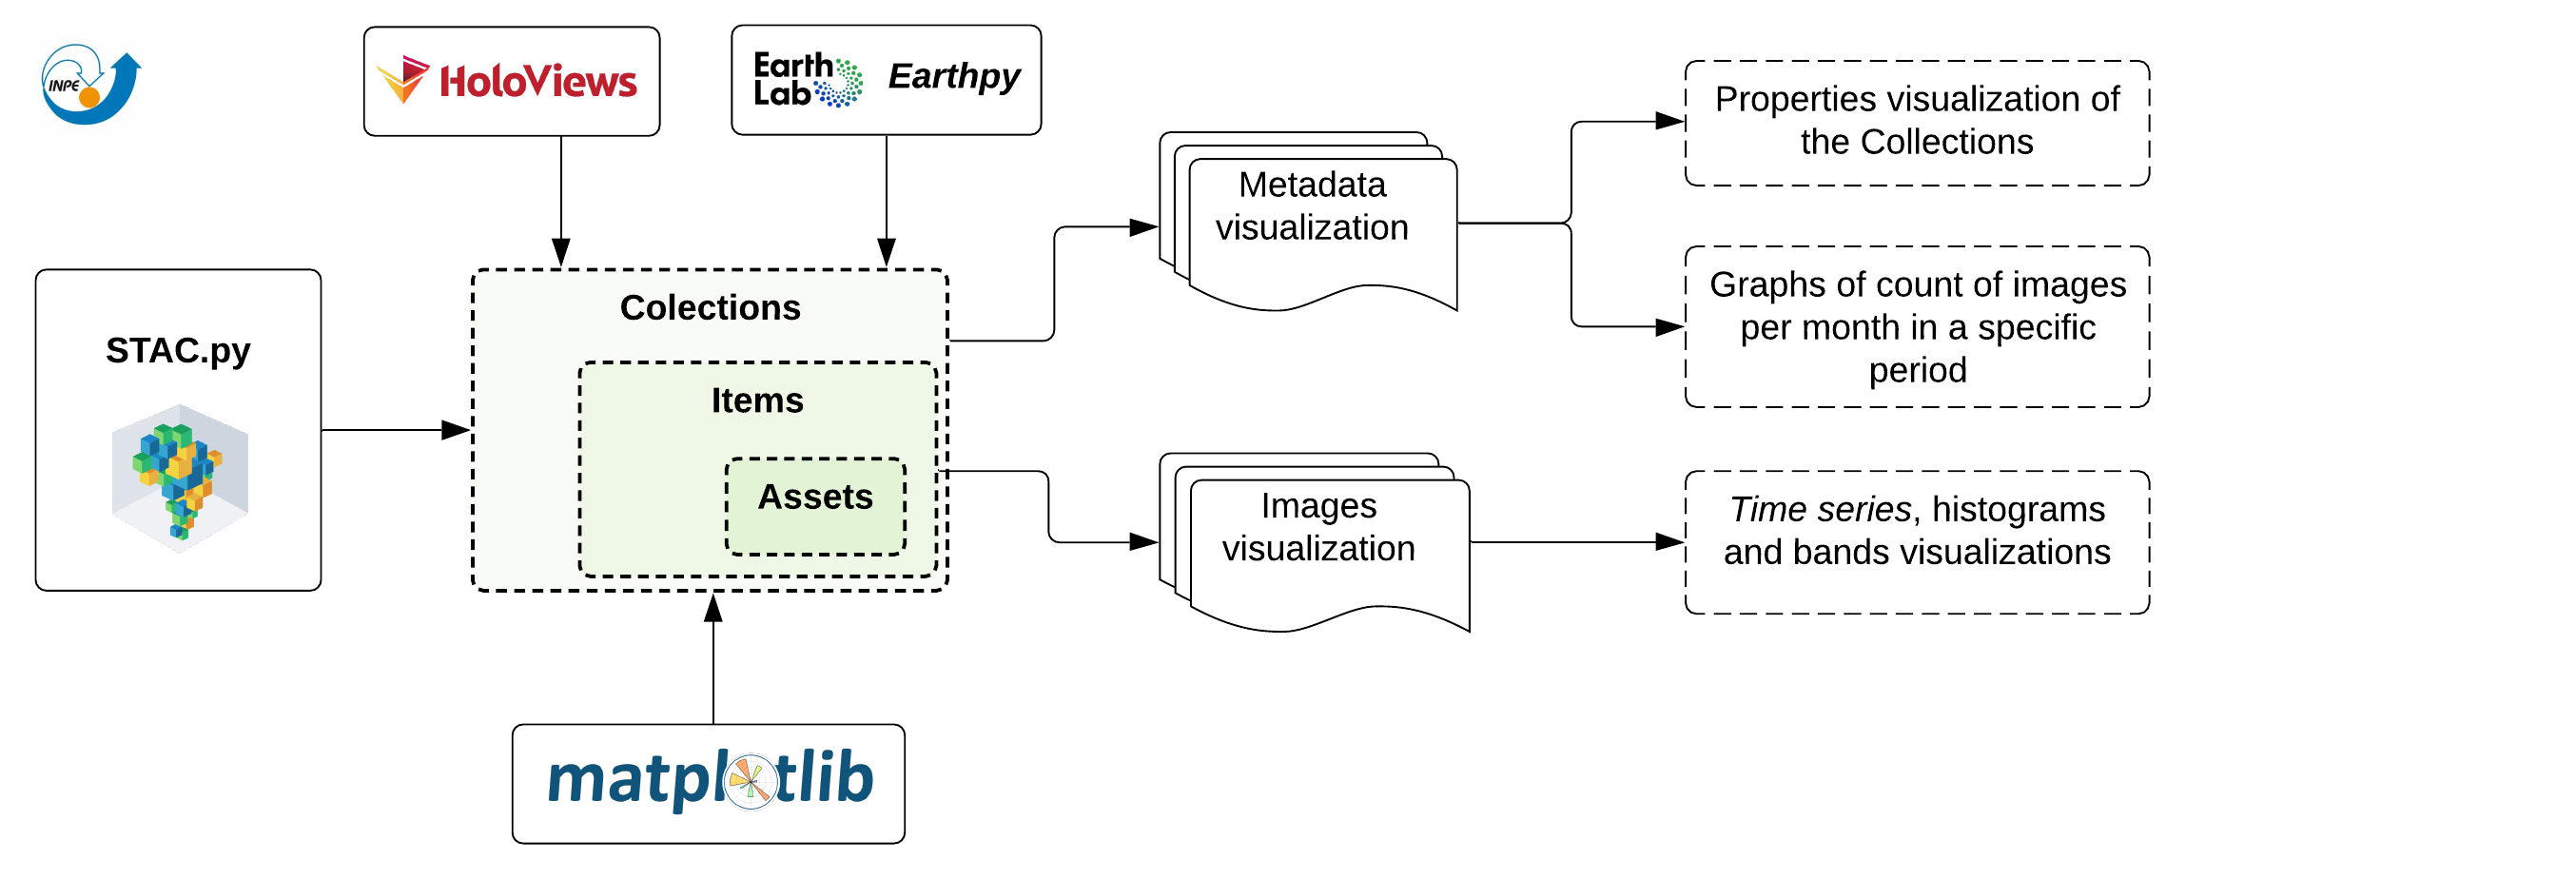 INPE
HoloViews
Earth
Lab
Earthpy
Properties visualization of
the Collections
Metadata
visualization
Graphs of count of images
per month in a specific
period
STAC.py
Colections
Items
Assets
Images
visualization
Time series, histograms
and bands visualizations
matplotlib